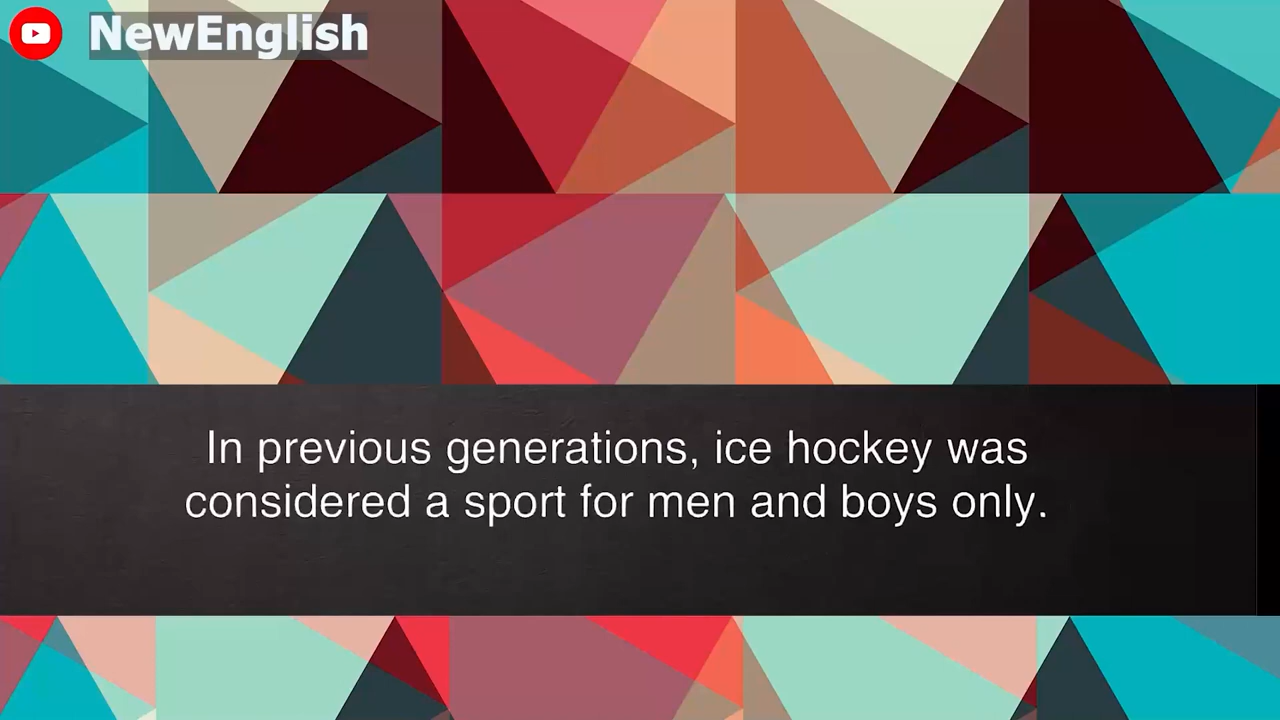 NewEnglish
In previous generations, ice hockey was
considered a sport for men and boys only.